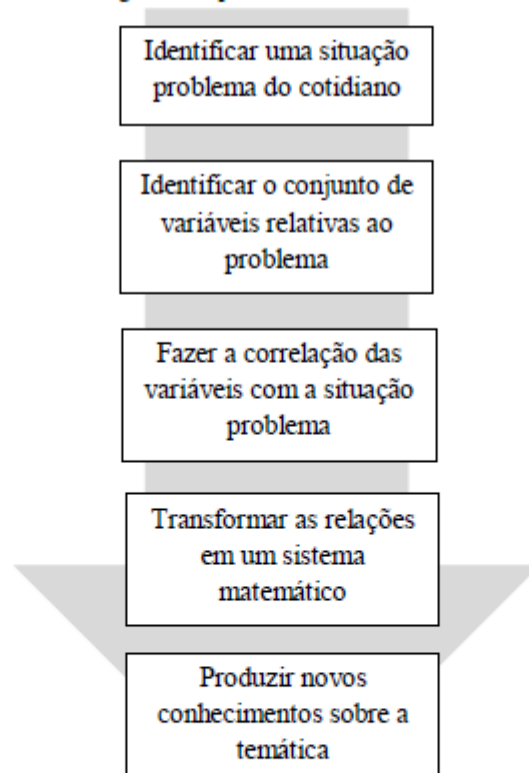 Identificar uma situação
problema do cotidiano
Identificar o conjunto de
variáveis relativas ao
problema
Fazer a correlação das
variáveis com a situação
problema
Transformar as relações
em um sistema
matemático
Produzir novos
conhecimentos sobre a
temática